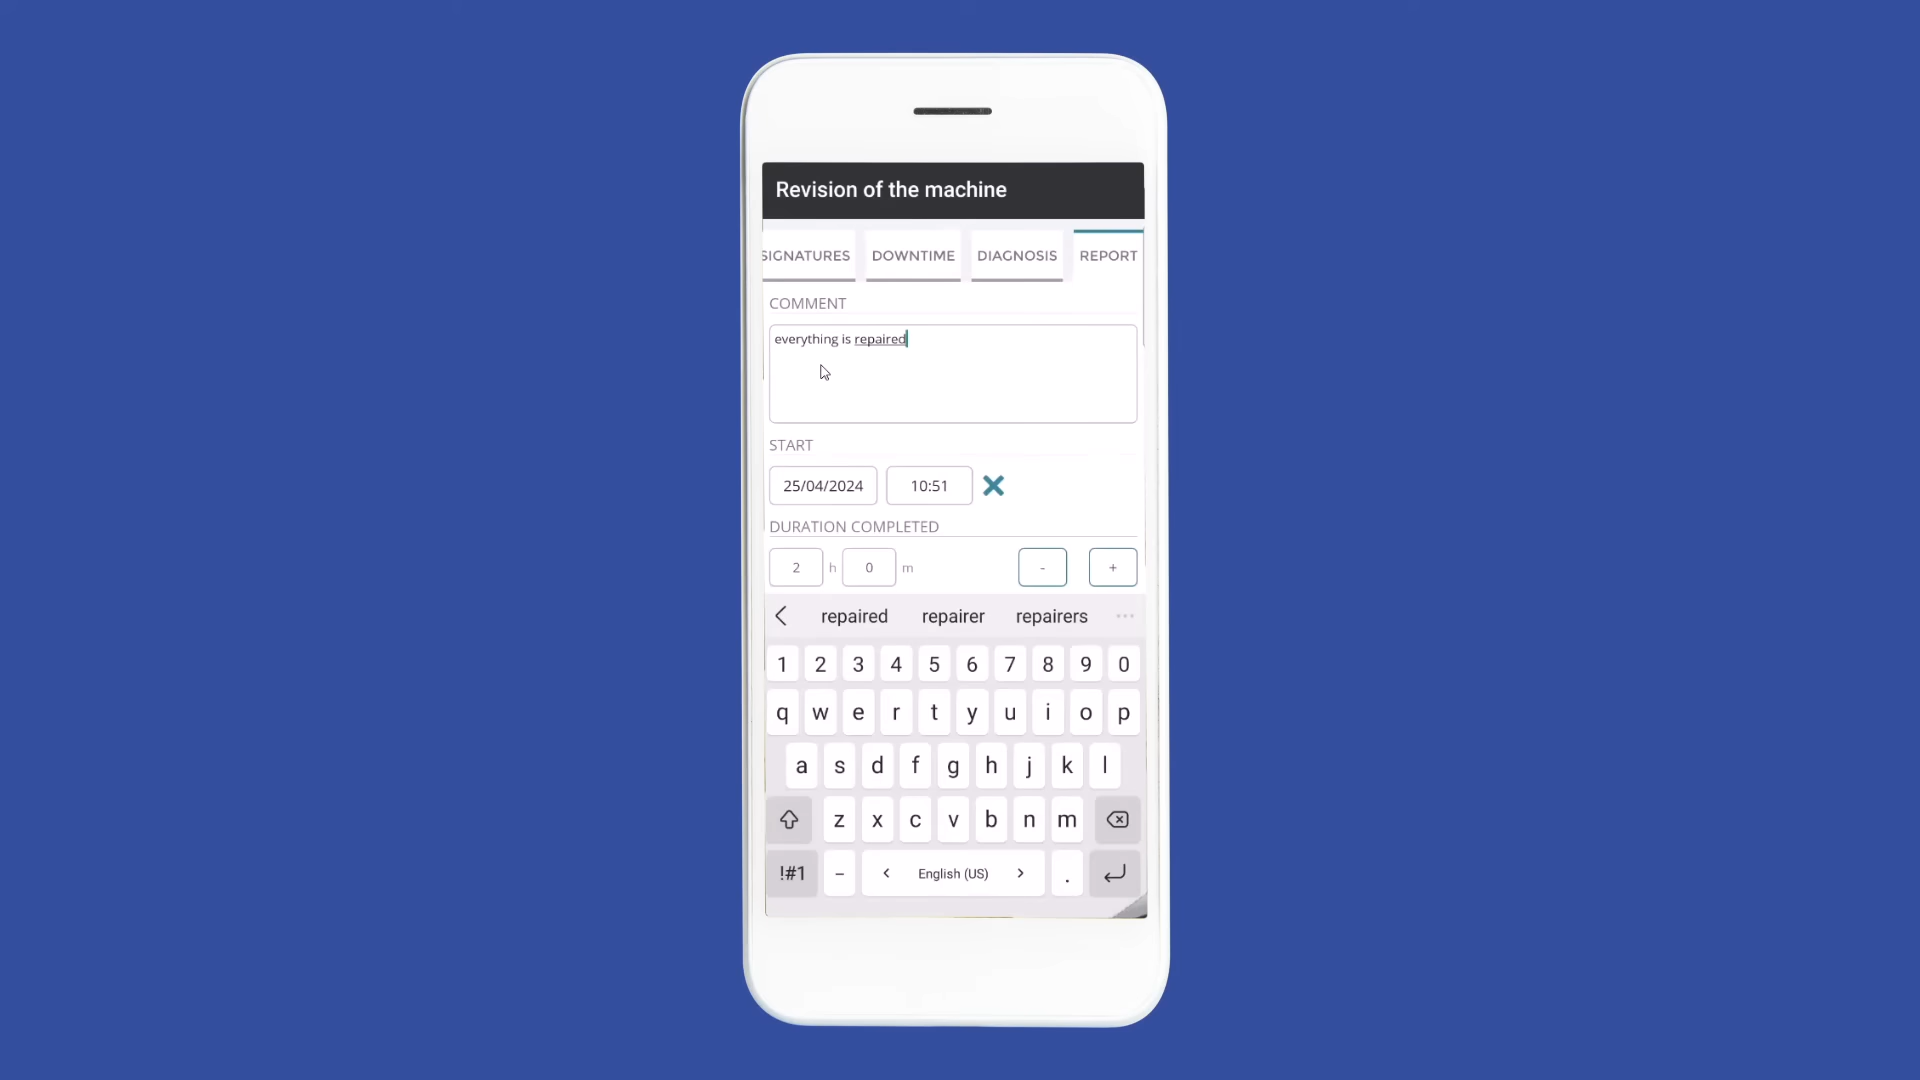 Revision of the machine
SIGNATURES DOWNTIME DIAGNOSIS REPORT
COMMENT
everything is repaired
START
25/04/2024 10:51
DURATION COMPLETED
2 h 0 m - +
repaired repairer repairers ...
1 2 3 4 5 6 7 8 9 0
q w e r t y u i o p
a s d f g h j k l
z x c v b n m
!#1 - < English (US) > .